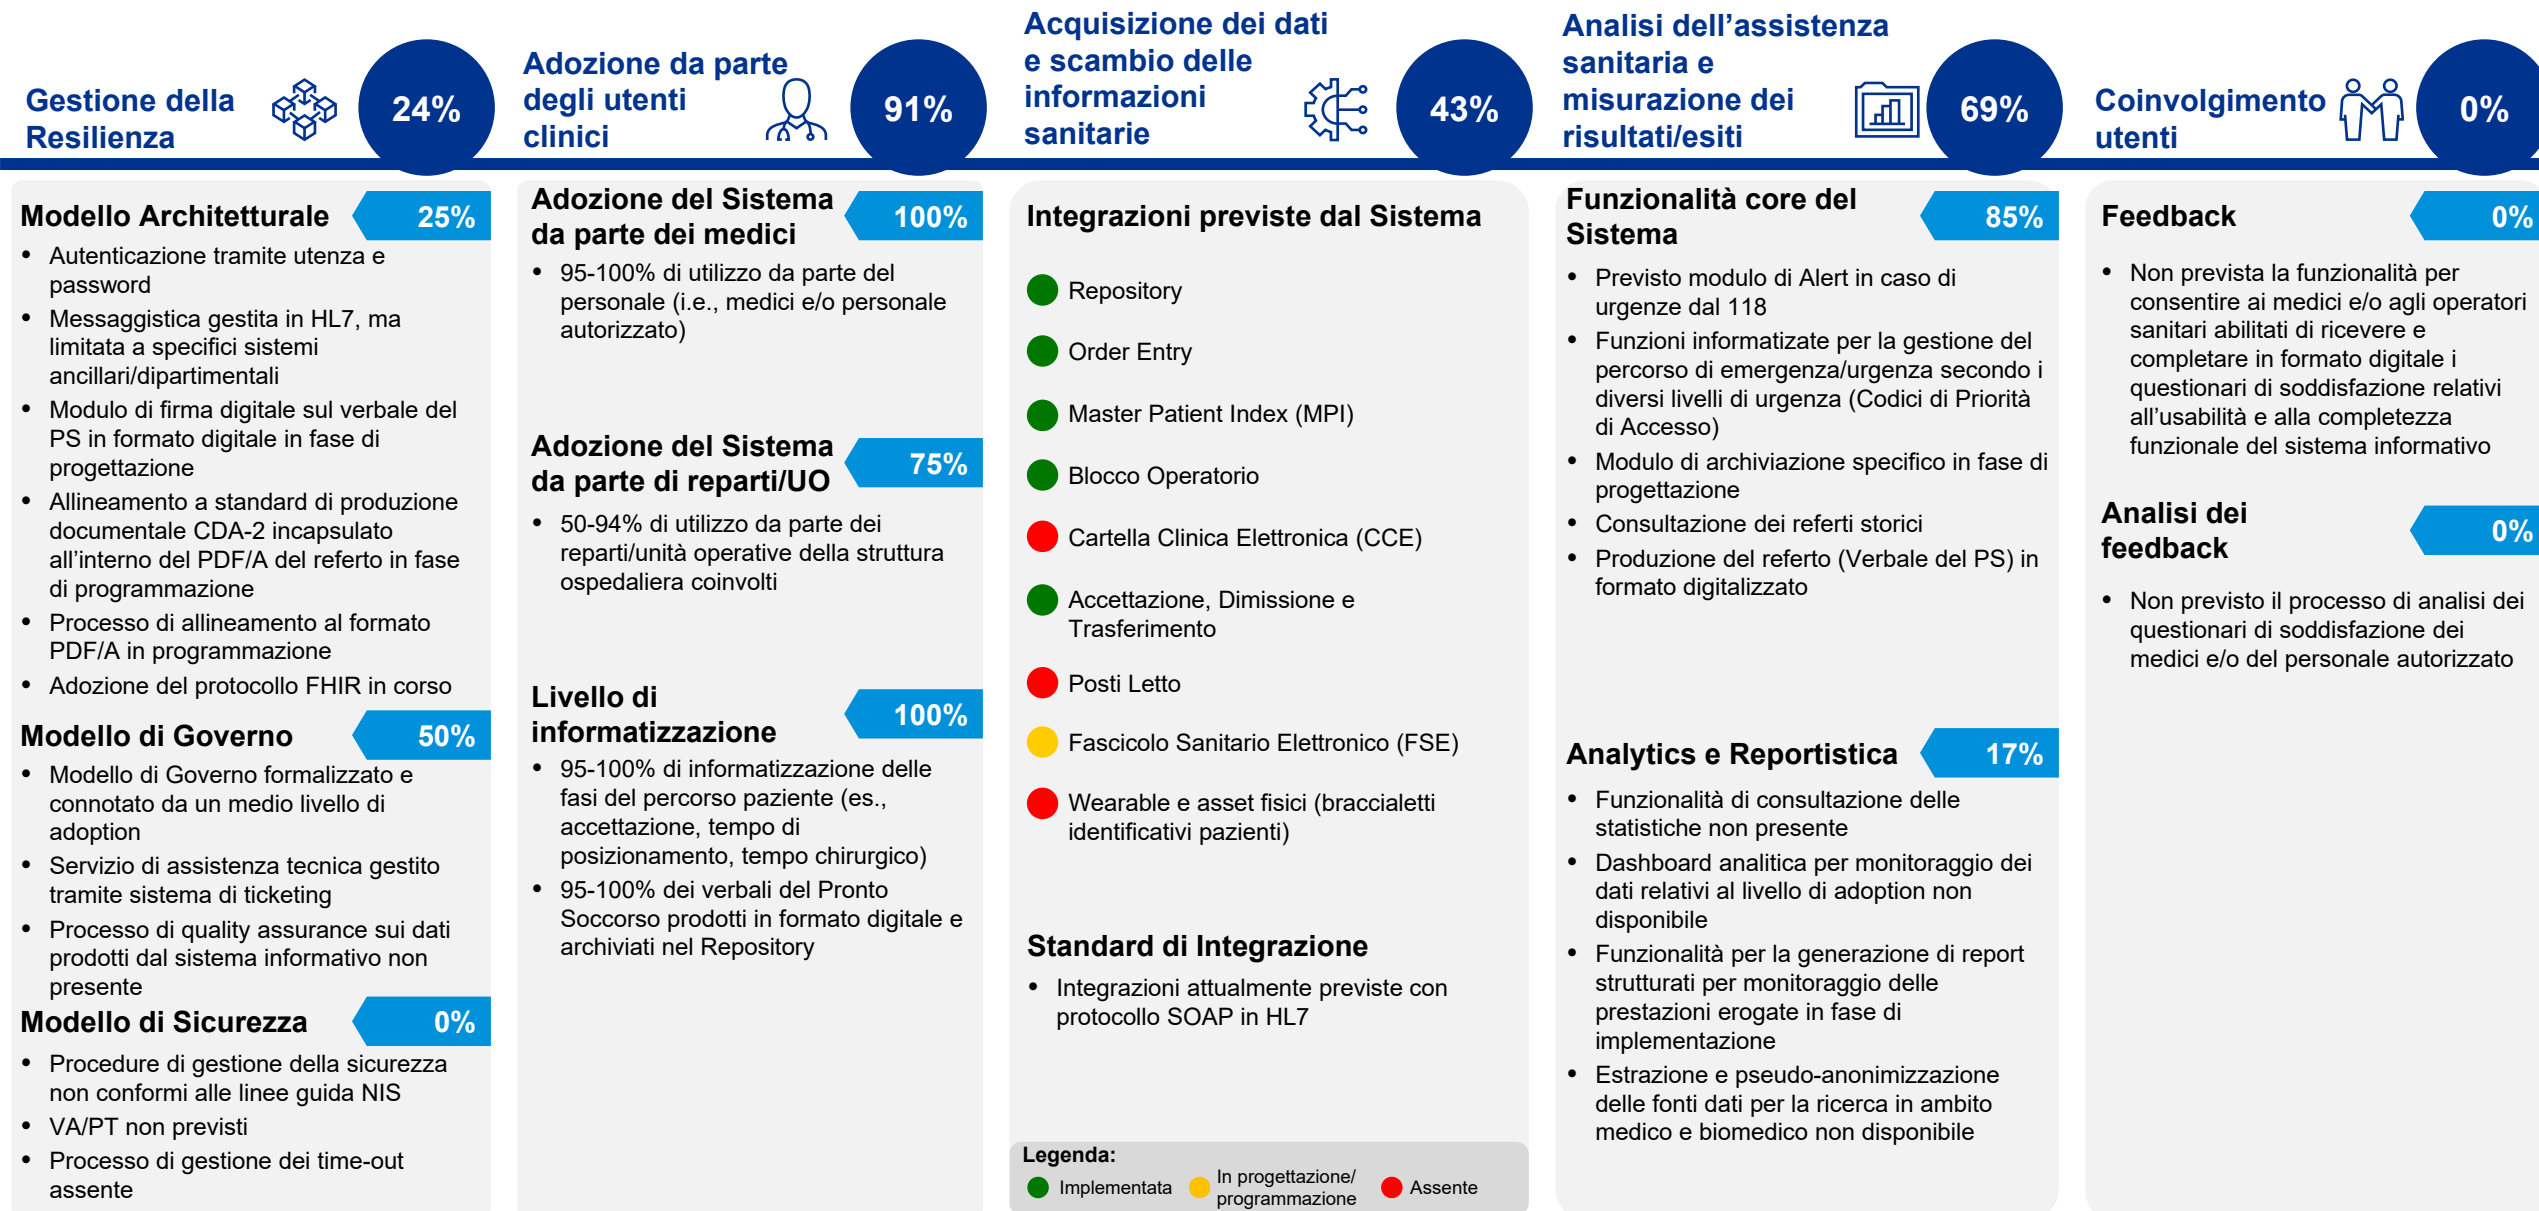 Gestione della
Resilienza
24%
Adozione da parte
degli utenti
clinici
91%
Acquisizione dei dati
e scambio delle
informazioni
sanitarie
43%
Analisi dell'assistenza
sanitaria e
misurazione dei
risultati/esiti
69%
Coinvolgimento
utenti
0%
Modello Architetturale
25%
• Autenticazione tramite utenza e
password
• Messaggistica gestita in HL7, ma
limitata a specifici sistemi
ancillari/dipartimentali
• Modulo di firma digitale sul verbale del
PS in formato digitale in fase di
progettazione
• Allineamento a standard di produzione
documentale CDA-2 incapsulato
all'interno del PDF/A del referto in fase
di programmazione
• Processo di allineamento al formato
PDF/A in programmazione
• Adozione del protocollo FHIR in corso
Modello di Governo
50%
• Modello di Governo formalizzato e
connotato da un medio livello di
adoption
• Servizio di assistenza tecnica gestito
tramite sistema di ticketing
• Processo di quality assurance sui dati
prodotti dal sistema informativo non
presente
Modello di Sicurezza
0%
• Procedure di gestione della sicurezza
non conformi alle linee guida NIS
• VA/PT non previsti
• Processo di gestione dei time-out
assente
Adozione del Sistema
da parte dei medici
100%
• 95-100% di utilizzo da parte del
personale (i.e., medici e/o personale
autorizzato)
Adozione del Sistema
da parte di reparti/UO
75%
• 50-94% di utilizzo da parte dei
reparti/unità operative della struttura
ospedaliera coinvolti
Livello di
informatizzazione
100%
• 95-100% di informatizzazione delle
fasi del percorso paziente (es.,
accettazione, tempo di
posizionamento, tempo chirurgico)
• 95-100% dei verbali del Pronto
Soccorso prodotti in formato digitale e
archiviati nel Repository
Integrazioni previste dal Sistema
Repository
Order Entry
Master Patient Index (MPI)
Blocco Operatorio
Cartella Clinica Elettronica (CCE)
Accettazione, Dimissione e
Trasferimento
Posti Letto
Fascicolo Sanitario Elettronico (FSE)
Wearable e asset fisici (braccialetti
identificativi pazienti)
Standard di Integrazione
• Integrazioni attualmente previste con
protocollo SOAP in HL7
Legenda:
Implementata
In progettazione/
programmazione
Assente
Funzionalità core del
Sistema
85%
• Previsto modulo di Alert in caso di
urgenze dal 118
• Funzioni informatizate per la gestione del
percorso di emergenza/urgenza secondo i
diversi livelli di urgenza (Codici di Priorità
di Accesso)
• Modulo di archiviazione specifico in fase di
progettazione
• Consultazione dei referti storici
• Produzione del referto (Verbale del PS) in
formato digitalizzato
Analytics e Reportistica
17%
• Funzionalità di consultazione delle
statistiche non presente
• Dashboard analitica per monitoraggio dei
dati relativi al livello di adoption non
disponibile
• Funzionalità per la generazione di report
strutturati per monitoraggio delle
prestazioni erogate in fase di
implementazione
• Estrazione e pseudo-anonimizzazione
delle fonti dati per la ricerca in ambito
medico e biomedico non disponibile
Feedback
0%
• Non prevista la funzionalità per
consentire ai medici e/o agli operatori
sanitari abilitati di ricevere e
completare in formato digitale i
questionari di soddisfazione relativi
all'usabilità e alla completezza
funzionale del sistema informativo
Analisi dei
feedback
0%
• Non previsto il processo di analisi dei
questionari di soddisfazione dei
medici e/o del personale autorizzato